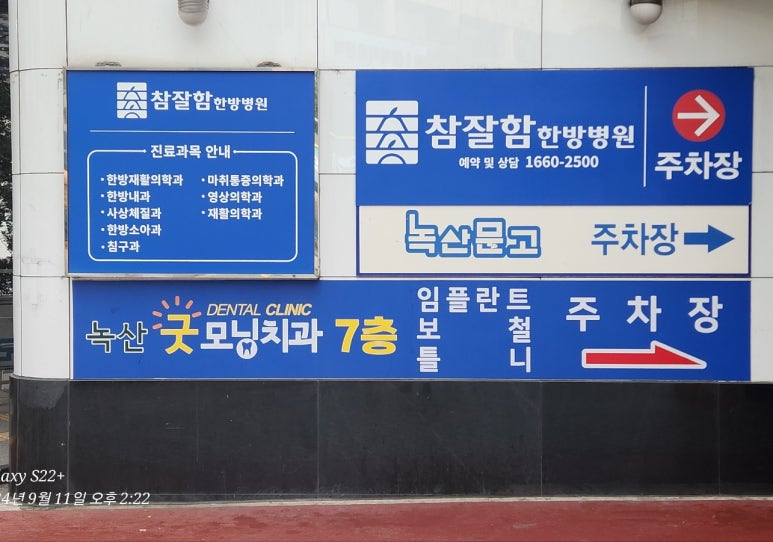 참잘함한방병원
진료과목 안내
·한방재활의학과
·한방내과
·사상체질과
·한방소아과
·침구과
·마취통증의학과
·영상의학과
·재활의학과
참잘함한방병원
예약 및 상담 1660-2500
주차장
녹산문고 주차장
DENTAL CLINIC
녹산 굿모닝치과 7층
임플란트
보철
틀니
주차장
axy S22+
4년 9월 11일 오후 2:22